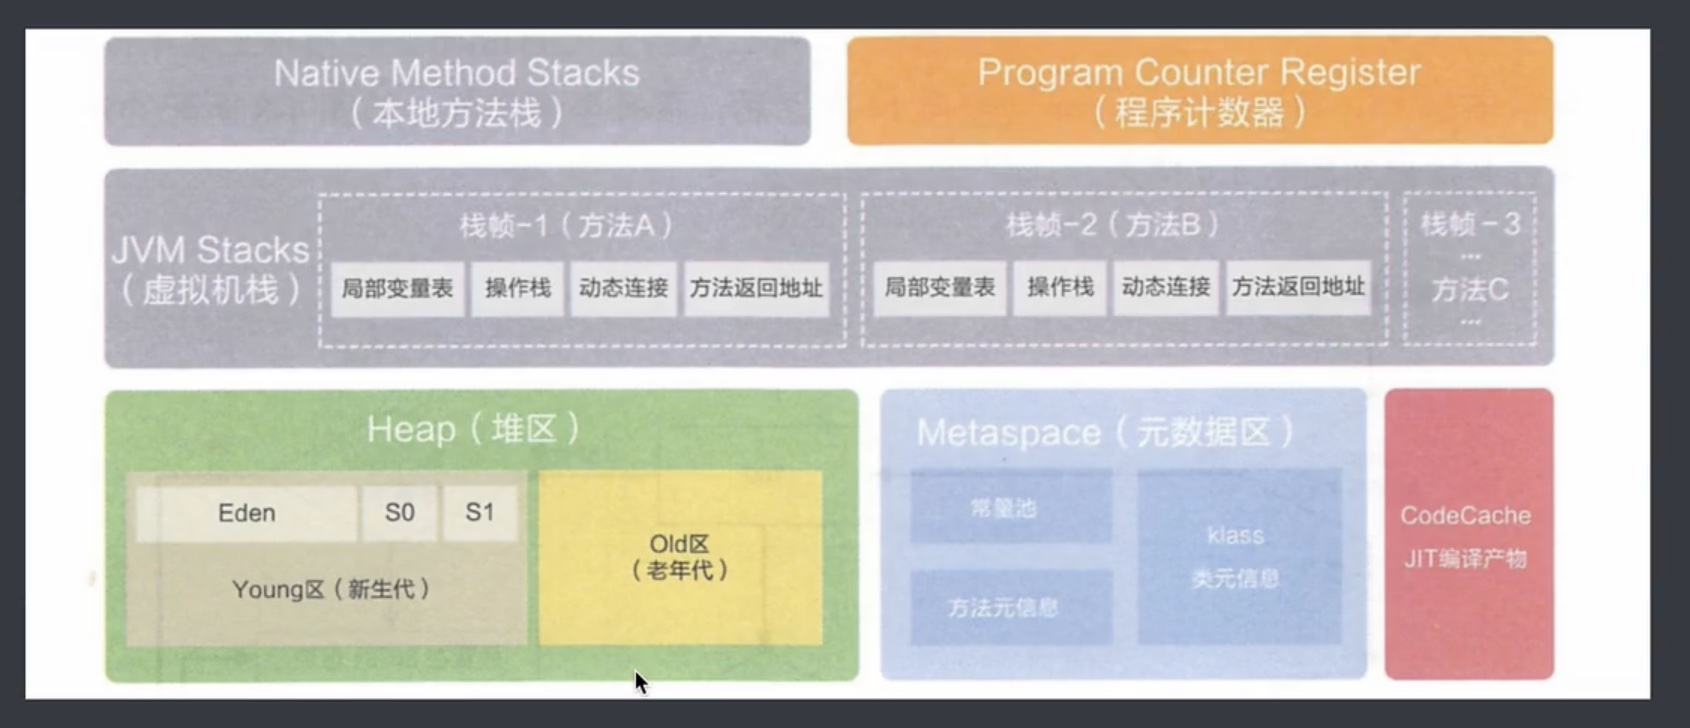 Native Method Stacks
（本地方法栈）
Program Counter Register
（程序计数器）
JVM Stacks
（虚拟机栈）
栈帧-1（方法A）
局部变量表 操作栈 动态连接 方法返回地址
栈帧-2（方法B）
局部变量表 操作栈 动态连接 方法返回地址
栈帧-3
...
方法C
...
Heap（堆区）
Eden S0 S1
Young区（新生代）
Old区
（老年代）
Metaspace（元数据区）
常量池
方法元信息
klass
类元信息
CodeCache
JIT编译产物